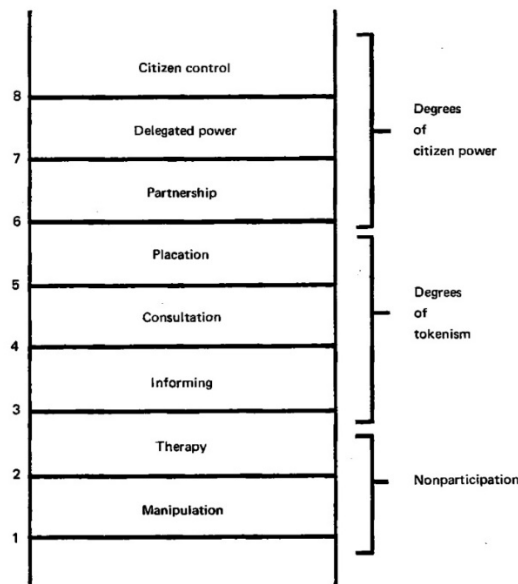 Citizen control
8
Delegated power
7
Partnership
6
Placation
5
Consultation
4
Informing
3
Therapy
2
Manipulation
1
Degrees
of
citizen power
Degrees
of
tokenism
Nonparticipation